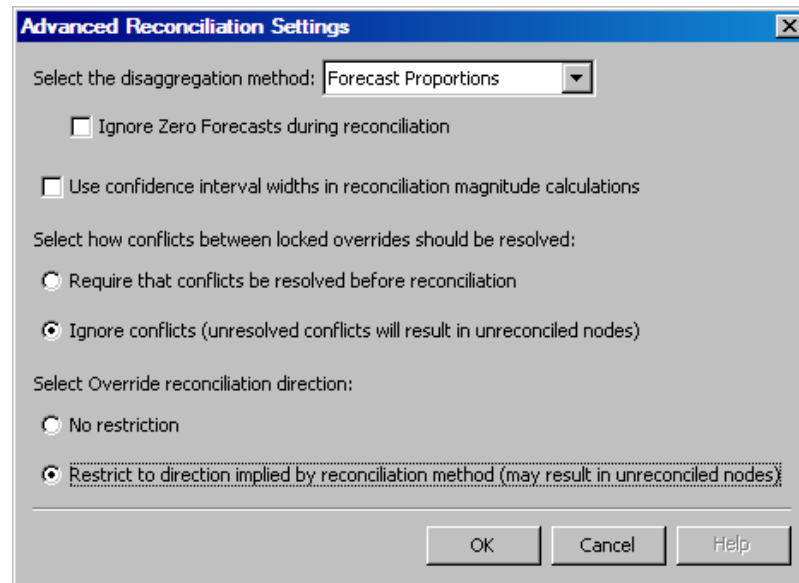 Advanced Reconciliation Settings
Select the disaggregation method: Forecast Proportions
Ignore Zero Forecasts during reconciliation
Use confidence interval widths in reconciliation magnitude calculations
Select how conflicts between locked overrides should be resolved:
Require that conflicts be resolved before reconciliation
Ignore conflicts (unresolved conflicts will result in unreconciled nodes)
Select Override reconciliation direction:
No restriction
Restrict to direction implied by reconciliation method (may result in unreconciled nodes)
OK Cancel Help